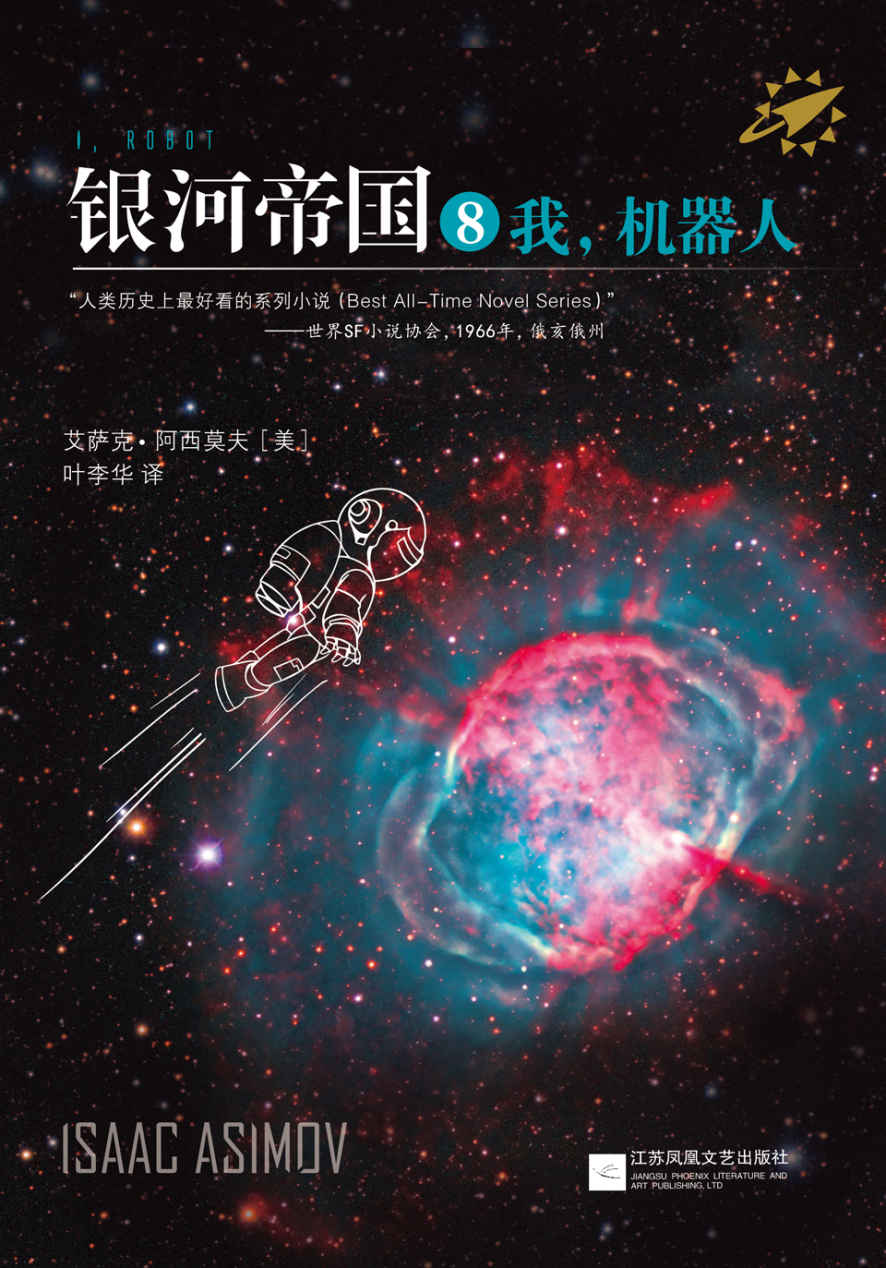 I, ROBOT
银河帝国8我，机器人
“人类历史上最好看的系列小说（Best All-Time Novel Series）”
——世界SF小说协会，1966年，俄亥俄州
艾萨克·阿西莫夫［美］
叶李华 译
ISAAC ASIMOV
江苏凤凰文艺出版社
JIANGSU PHOENIX LITERATURE AND
ART PUBLISHING, LTD